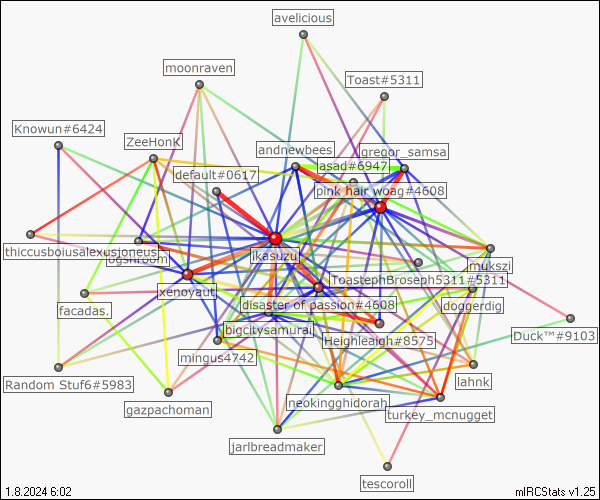 avelicious
moonraven
Toast#5311
Knowun#6424
ZeeHonK
andnewbees
gregor_samsa
default#0617
asad#6947
pink hair woag#4608
thiccusboiusalexusjoneus
ogshroom
ikasuzu
mukszi
xenoyaut
ToastephBroseph5311#5311
facadas.
disaster of passion#4608
doggerdig
bigcitysamurai
Heighleaigh#8575
Duck™#9103
mingus4742
Random Stuf6#5983
lahnk
gazpachoman
neokingghidorah
turkey_mcnugget
jarlbreadmaker
tescoroll
1.8.2024 6:02
mIRCStats v1.25